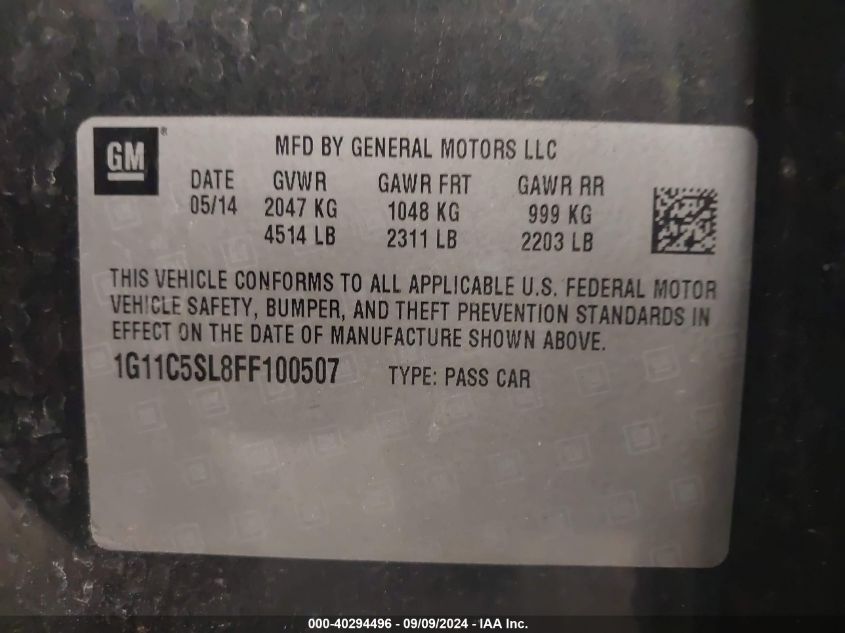 GM®
MFD BY GENERAL MOTORS LLC
DATE GVWR GAWR FRT GAWR RR
05/14 2047 KG 1048 KG 999 KG
4514 LB 2311 LB 2203 LB
THIS VEHICLE CONFORMS TO ALL APPLICABLE U.S. FEDERAL MOTOR
VEHICLE SAFETY, BUMPER, AND THEFT PREVENTION STANDARDS IN
EFFECT ON THE DATE OF MANUFACTURE SHOWN ABOVE.
1G11C5SL8FF100507 TYPE: PASS CAR
000-40294496 - 09/09/2024 - IAA Inc.